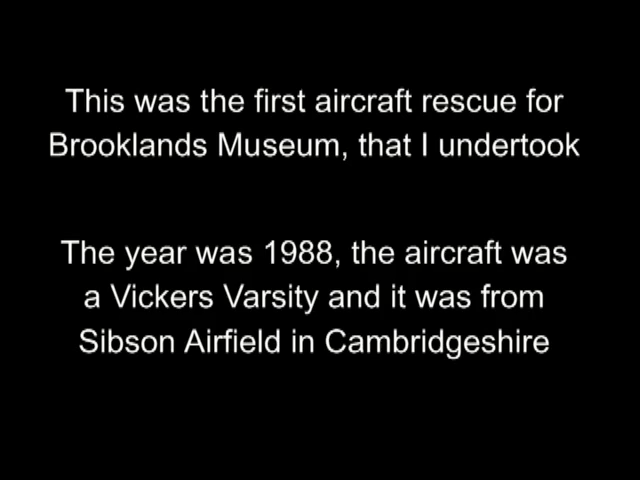 This was the first aircraft rescue for
Brooklands Museum, that I undertook
The year was 1988, the aircraft was
a Vickers Varsity and it was from
Sibson Airfield in Cambridgeshire